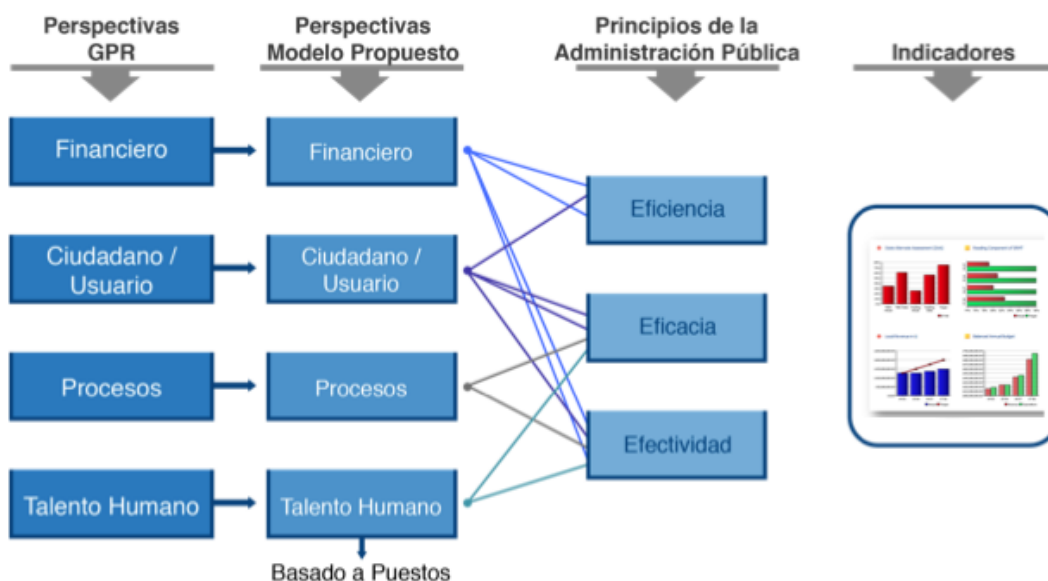 Perspectivas
GPR
Perspectivas
Modelo Propuesto
Principios de la
Administración Pública
Indicadores
Financiero
Financiero
Eficiencia
Ciudadano /
Usuario
Ciudadano /
Usuario
Eficacia
Procesos
Procesos
Efectividad
Talento Humano
Talento Humano
Basado a Puestos